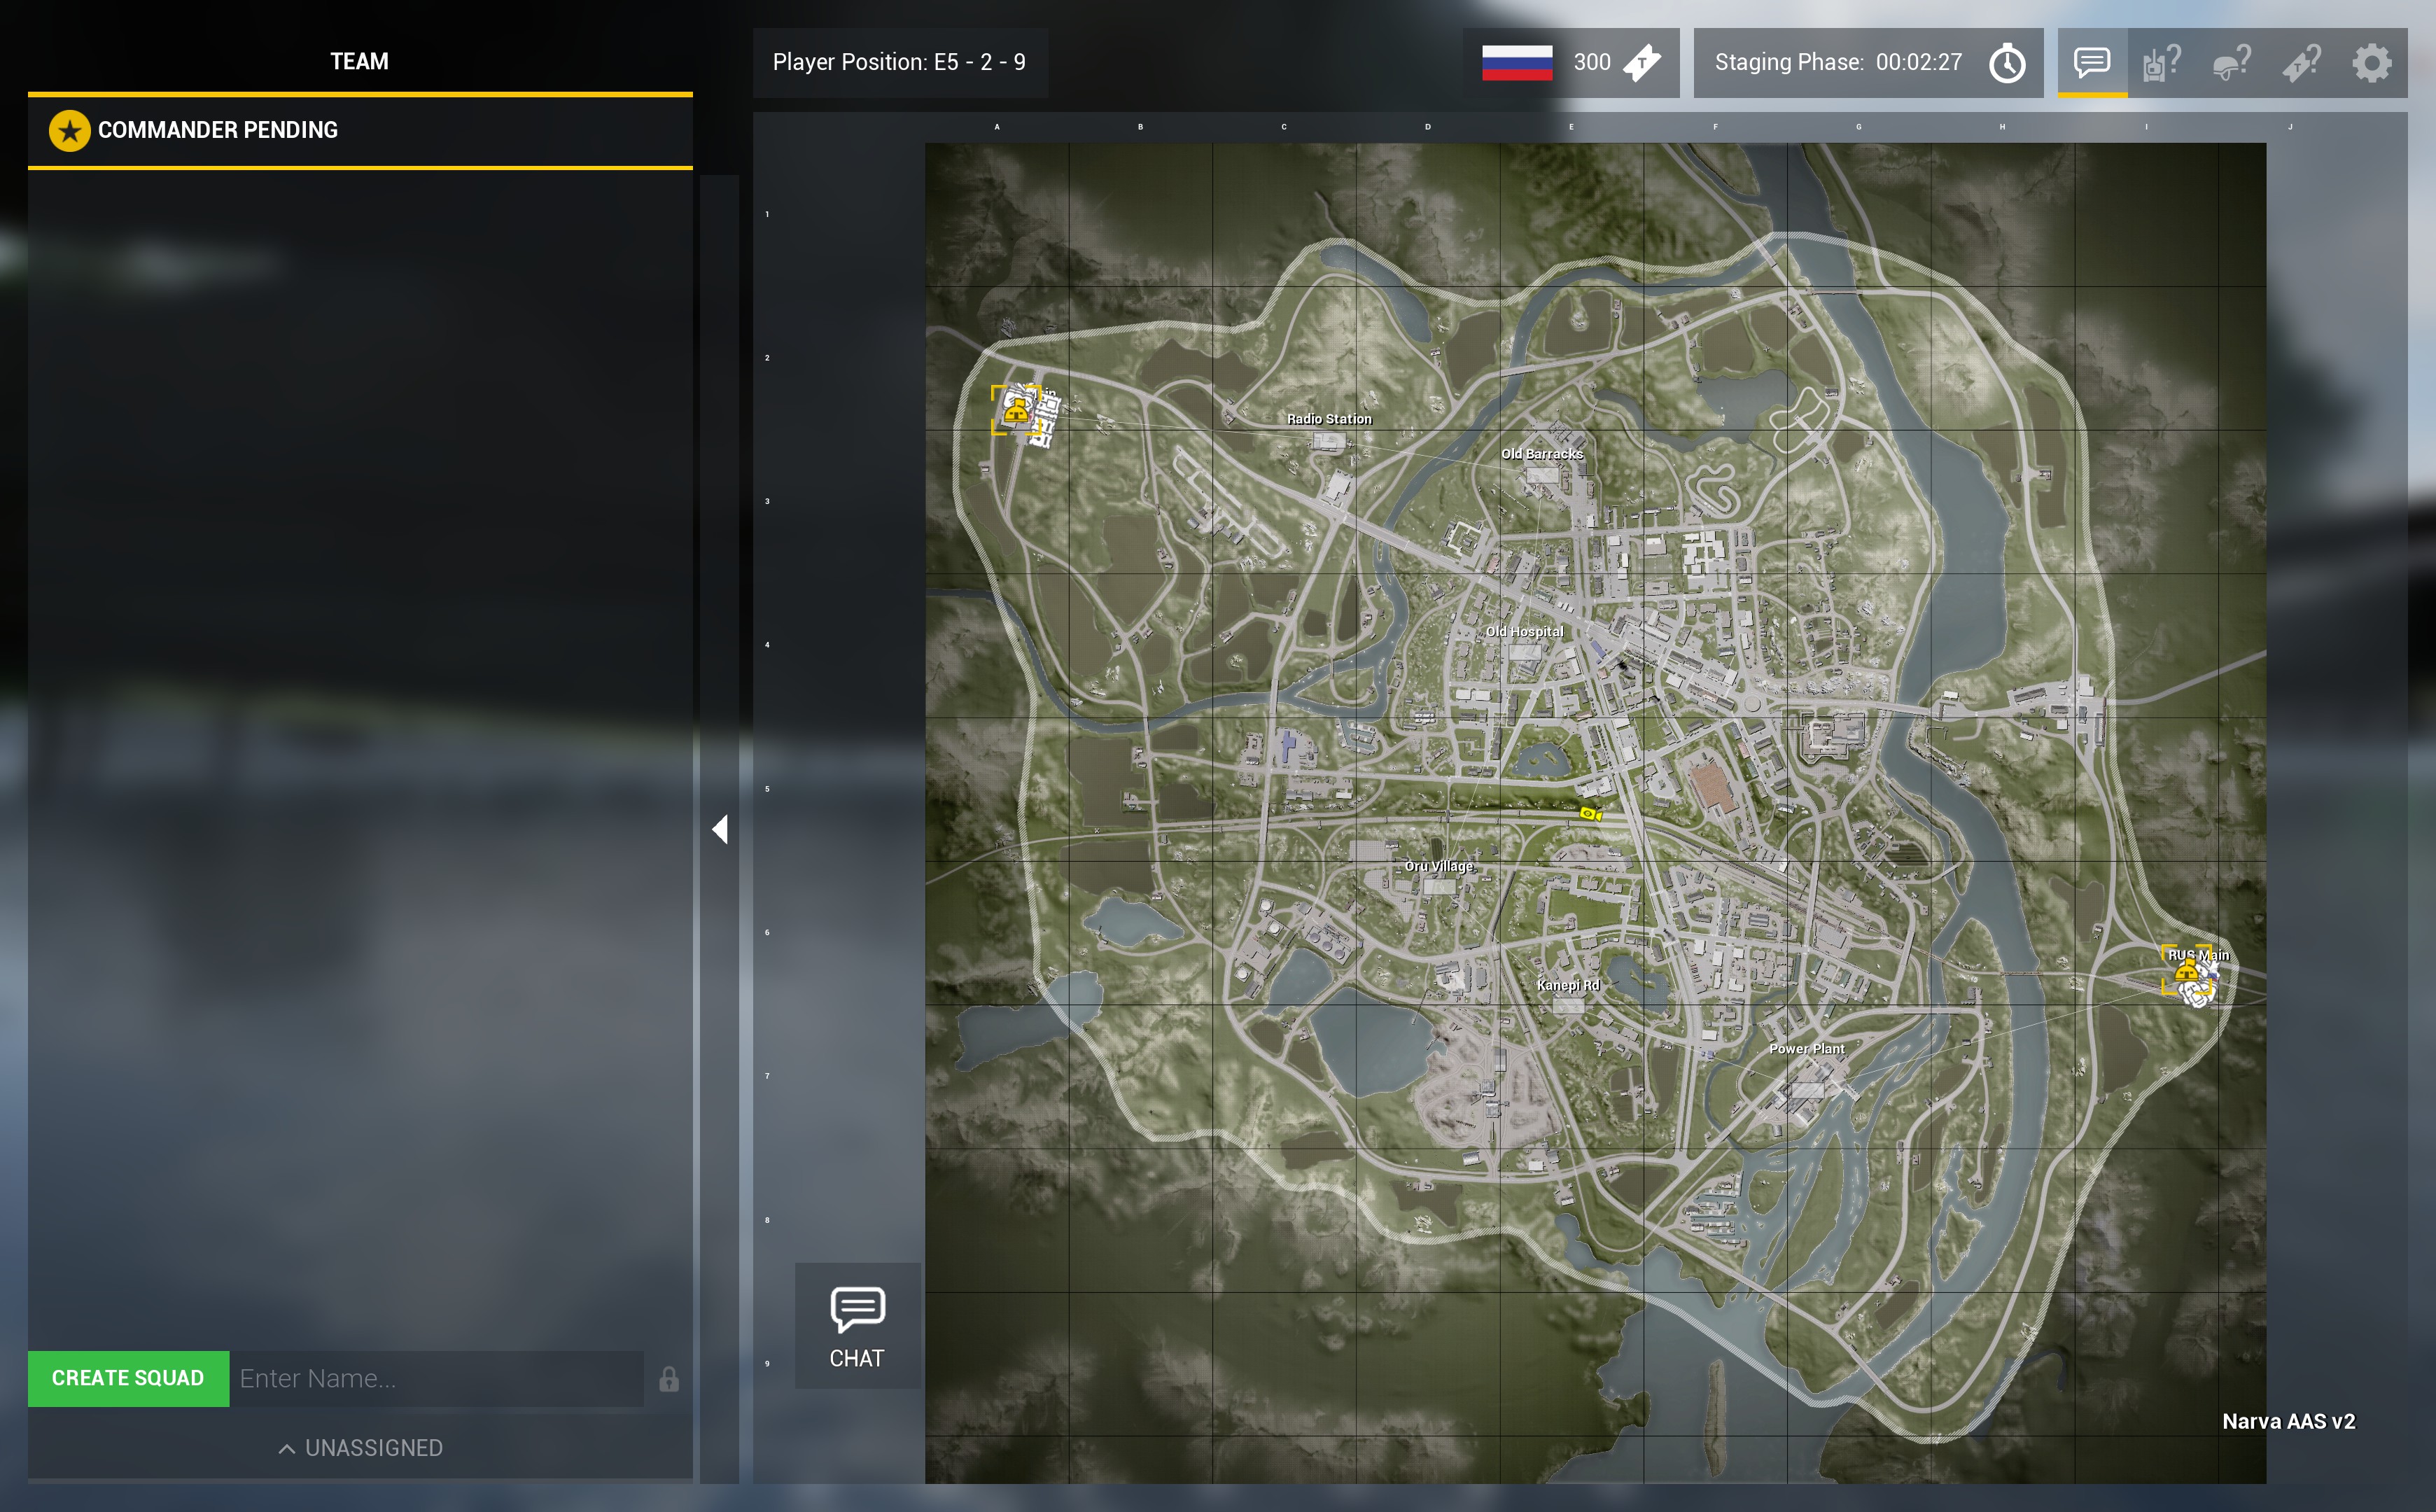 TEAM
Player Position: E5 - 2 - 9
300
Staging Phase: 00:02:27
COMMANDER PENDING
A B C D E F G H I J
1
2
Radio Station
Old Barracks
3
Old Hospital
4
5
Oru Village
6
RUS Main
Kanepi Rd
Power Plant
7
8
CHAT
9
CREATE SQUAD
Enter Name...
Narva AAS v2
UNASSIGNED